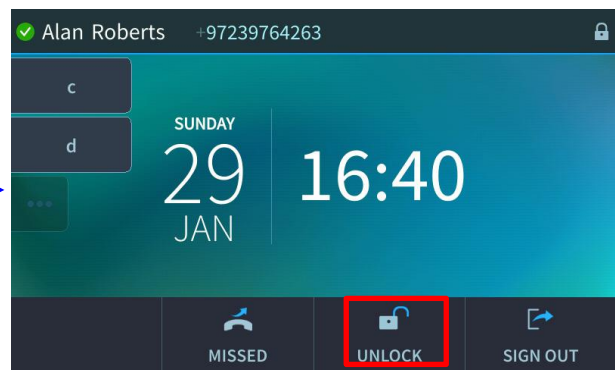 Alan Roberts +97239764263
c
d
SUNDAY
29
JAN
16:40
MISSED
UNLOCK
SIGN OUT